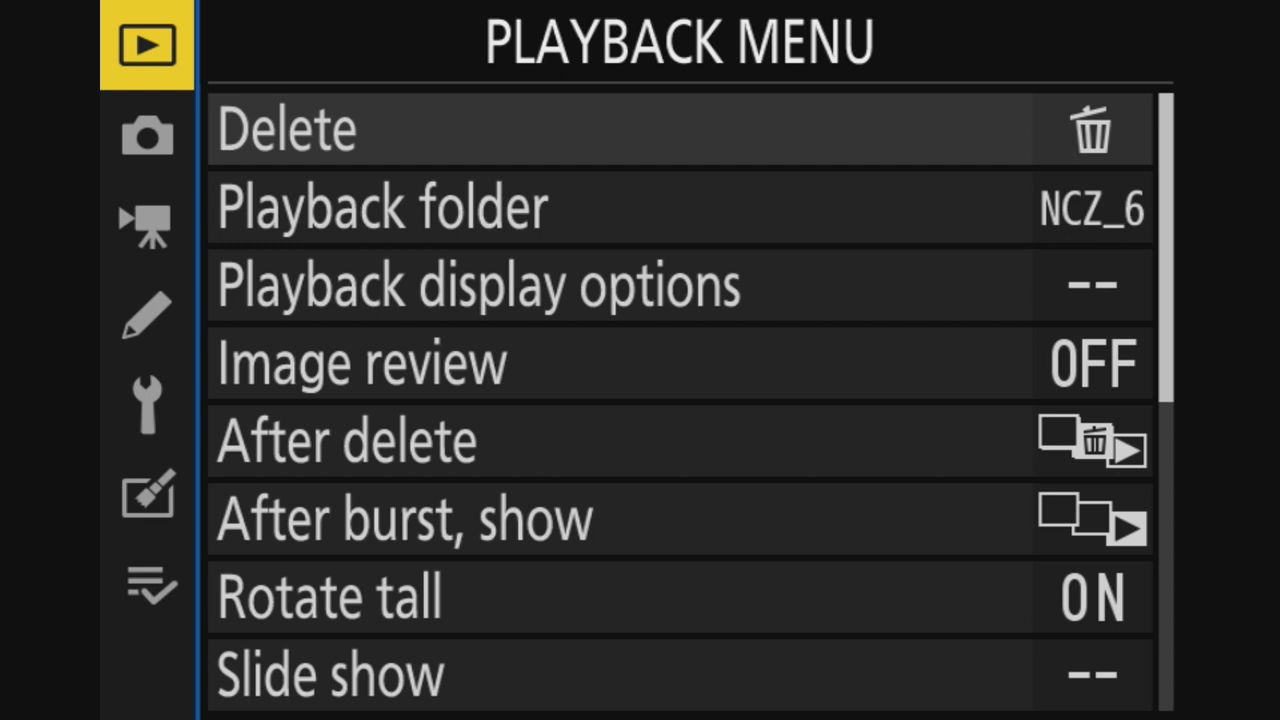 PLAYBACK MENU
Delete
Playback folder NCZ_6
Playback display options --
Image review OFF
After delete
After burst, show
Rotate tall ON
Slide show --